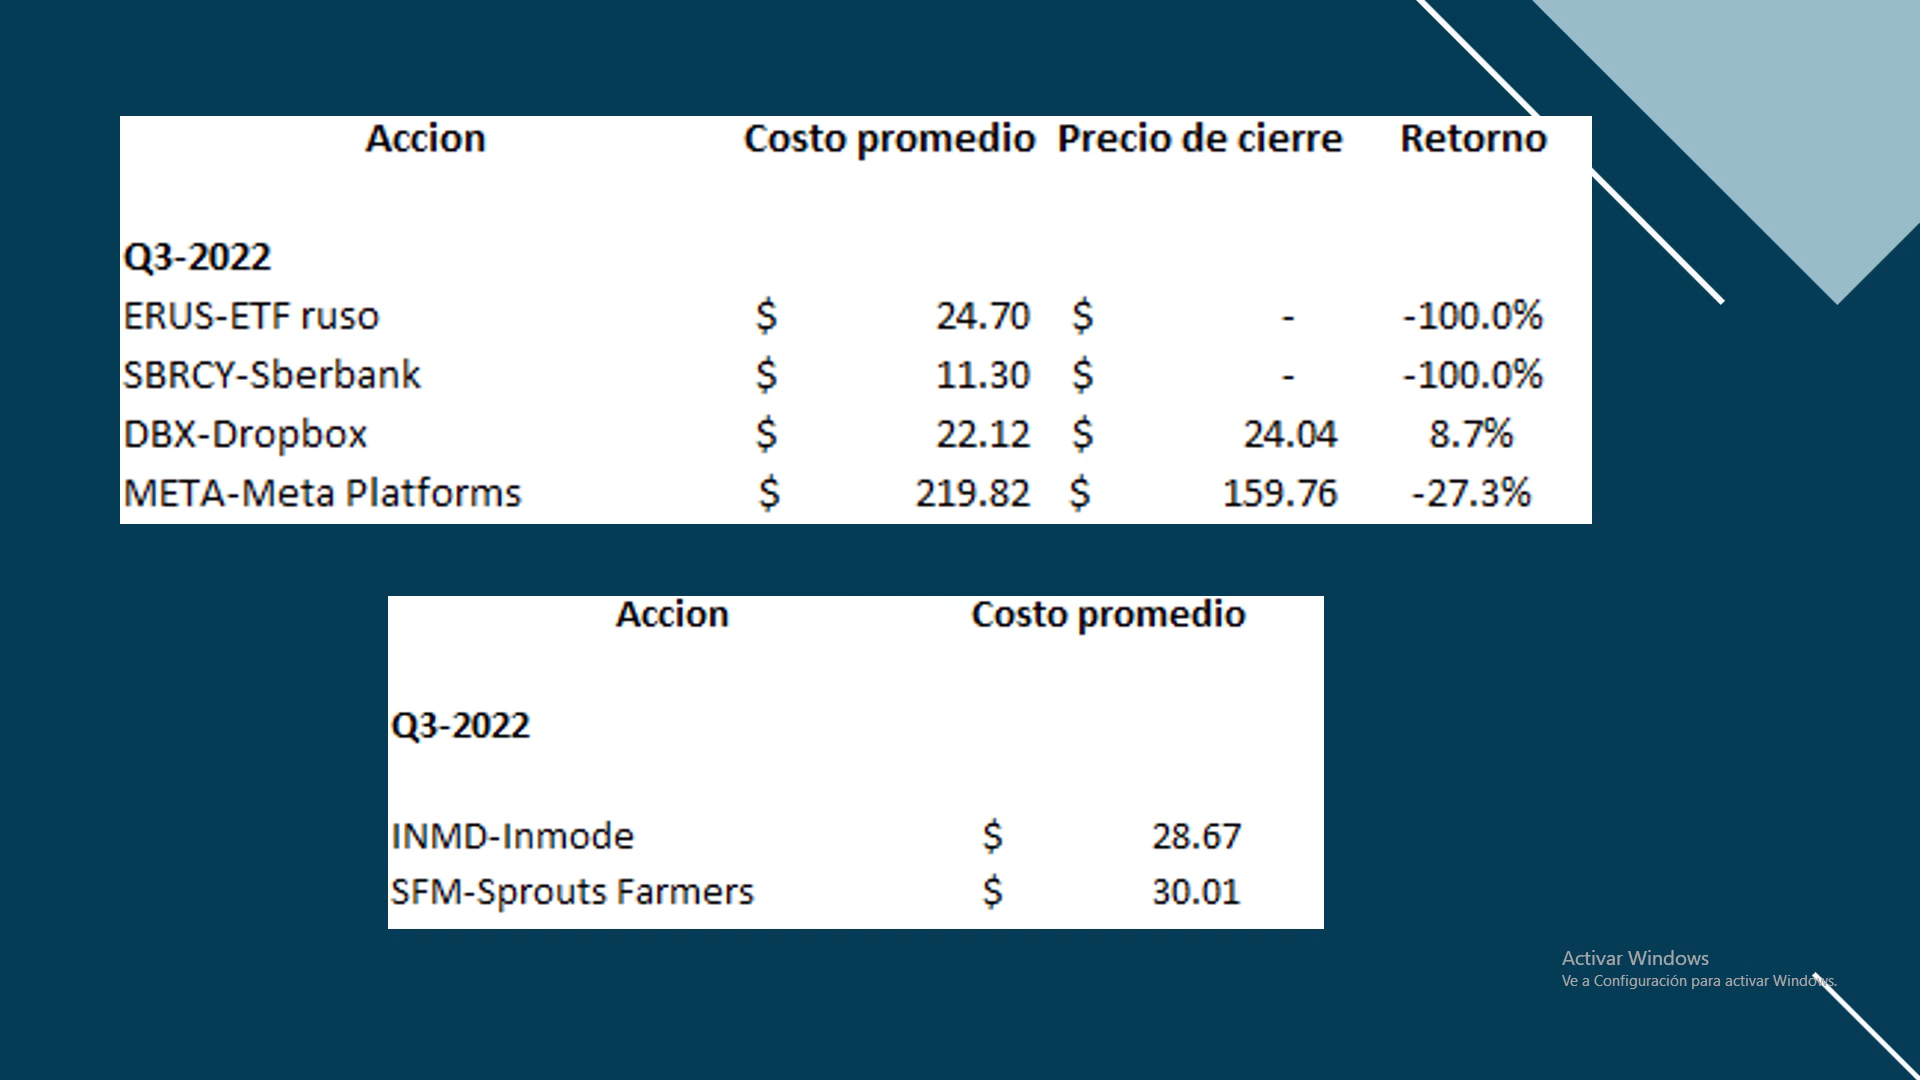 Accion Costo promedio Precio de cierre Retorno
Q3-2022
ERUS-ETF ruso $ 24.70 $ - -100.0%
SBRCY-Sberbank $ 11.30 $ - -100.0%
DBX-Dropbox $ 22.12 $ 24.04 8.7%
META-Meta Platforms $ 219.82 $ 159.76 -27.3%
Accion Costo promedio
Q3-2022
INMD-Inmode $ 28.67
SFM-Sprouts Farmers $ 30.01
Activar Windows
Ve a Configuración para activar Windows.